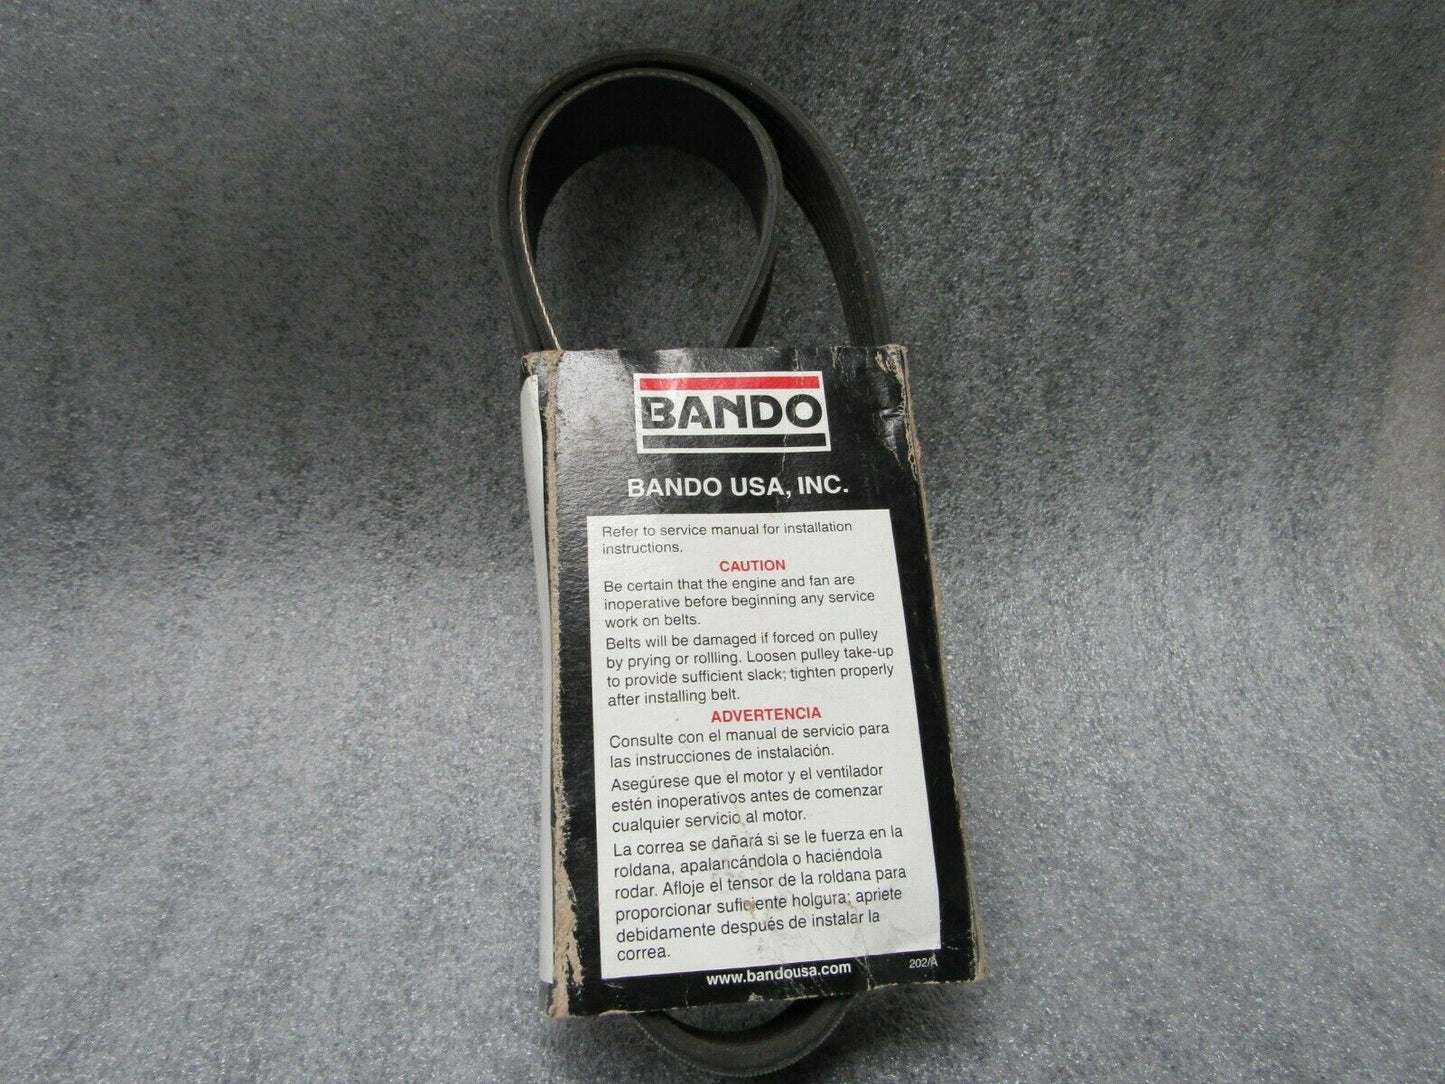 BANDO
BANDO USA, INC.
Refer to service manual for installation
instructions.
CAUTION
Be certain that the engine and fan are
inoperative before beginning any service
work on belts.
Belts will be damaged if forced on pulley
by prying or rollling. Loosen pulley take-up
to provide sufficient slack; tighten properly
after installing belt.
ADVERTENCIA
Consulte con el manual de servicio para
las instrucciones de instalación.
Asegúrese que el motor y el ventilador
estén inoperativos antes de comenzar
cualquier servicio al motor.
La correa se dañará si se le fuerza en la
roldana, apalancándola o haciéndola
rodar. Afloje el tensor de la roldana para
proporcionar suficiente holgura; apriete
debidamente después de instalar la
correa.
www.bandousa.com
202/A